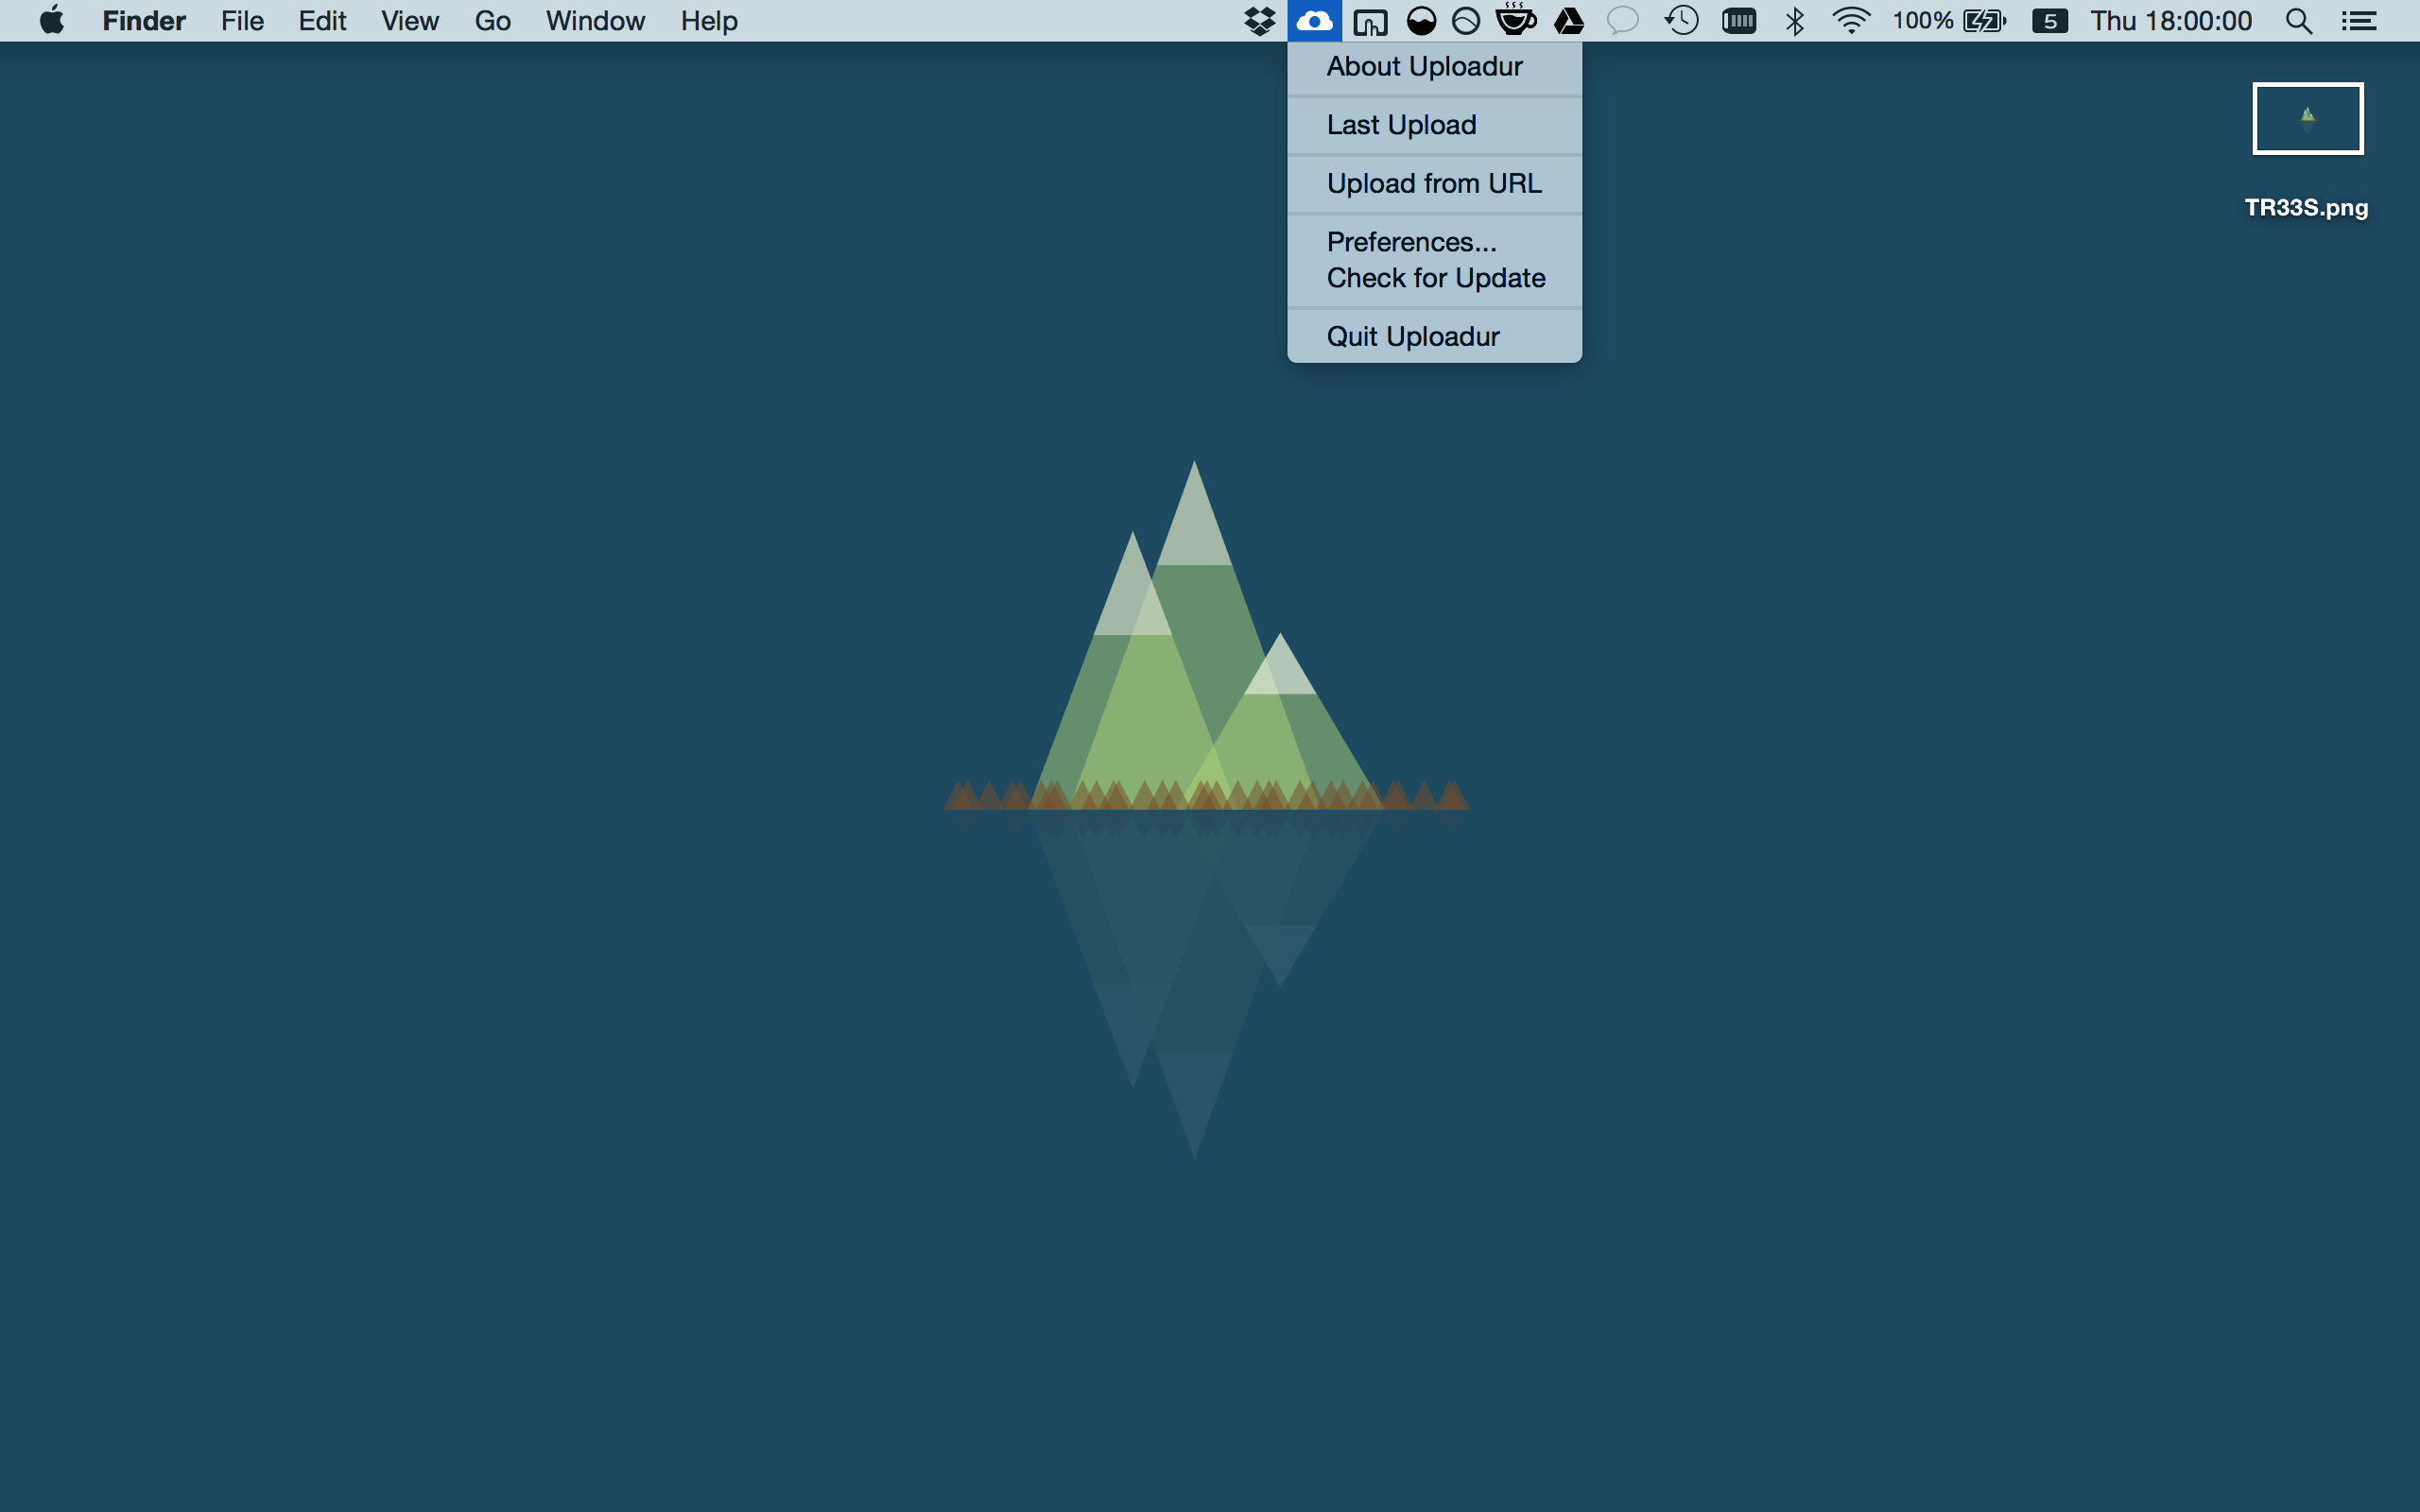 Finder File Edit View Go Window Help 100% 5 Thu 18:00:00
About Uploadur
Last Upload
Upload from URL
Preferences...
Check for Update
Quit Uploadur
TR33S.png